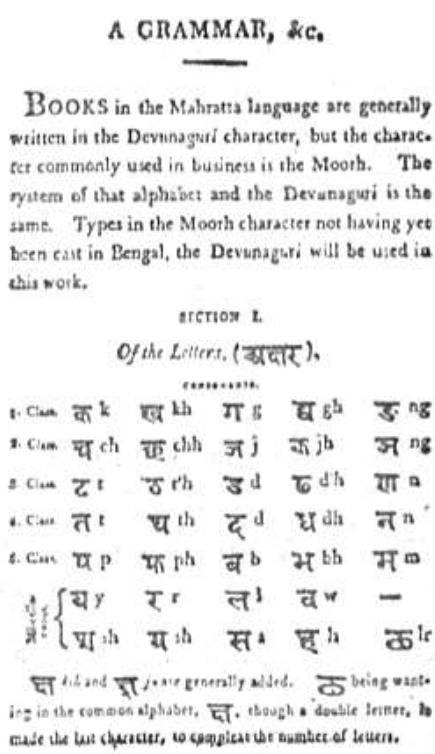 A GRAMMAR, &c.
BOOKS in the Mahratta language are generally
written in the Devunaguri character, but the charac-
ter commonly used in business is the Moorh. The
system of that alphabet and the Devunaguri is the
same. Types in the Moorh character not having yet
been cast in Bengal, the Devunaguri will be used in
this work.
SECTION I.
Of the Letters, (अक्षर).
CONSONANTS.
1. Class क k ख kh ग g घ gh ङ ng
2. Class च ch छ chh ज j झ jh ञ ng
3. Class ट t ठ t'h ड d ढ d'h ण n
4. Class त t थ th द d ध dh न n
5. Class प p फ ph ब b भ bh म m
य y र r ल l व w —
श sh ष sh स s ह h ळ lr
and are generally added. ळ being want-
ing in the common alphabet, though a double letter, is
made the last character, to compleat the number of letters.